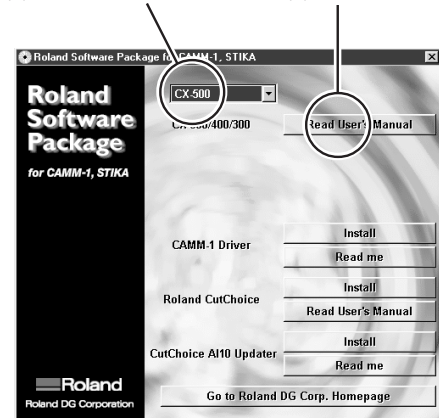 Roland Software Package for CAMM-1, STIKA
CX-500
Roland
Software
Package
for CAMM-1, STIKA
CX-500/400/300
Read User's Manual
CAMM-1 Driver
Install
Read me
Roland CutChoice
Install
Read User's Manual
CutChoice AI10 Updater
Install
Read me
Roland
Roland DG Corporation
Go to Roland DG Corp. Homepage